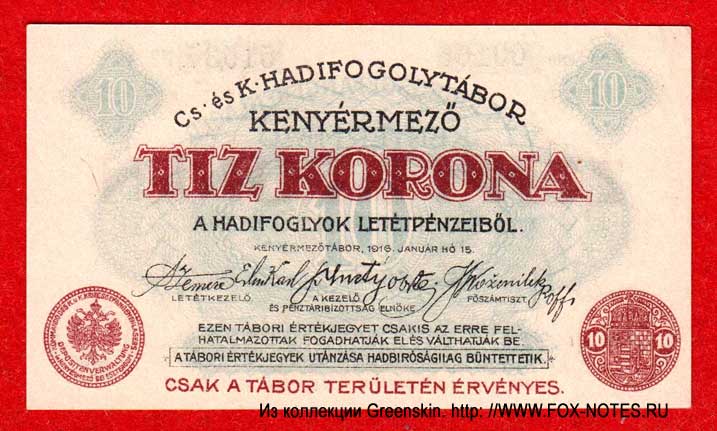 10 10
Cs. és K. HADIFOGOLYTÁBOR
KENYÉRMEZŐ
TIZ KORONA
A HADIFOGLYOK LETÉTPÉNZEIBŐL.
KENYÉRMEZŐTÁBOR, 1916. JANUÁR HÓ 15.
LETÉTKEZELŐ A KEZELŐ FŐSZÁMTISZT.
ÉS PÉNZTÁRIBIZOTTSÁG ELNÖKE.
EZEN TÁBORI ÉRTÉKJEGYET CSAKIS AZ ERRE FEL-
HATALMAZOTTAK FOGADHATJÁK EL ÉS VÁLTHATJÁK BE.
A TÁBORI ÉRTÉKJEGYEK UTÁNZÁSA HADBIRÓSÁGILAG BÜNTETTETIK.
10 10
CSAK A TÁBOR TERÜLETÉN ÉRVÉNYES.
Из коллекции Greenskin. http://WWW.FOX-NOTES.RU